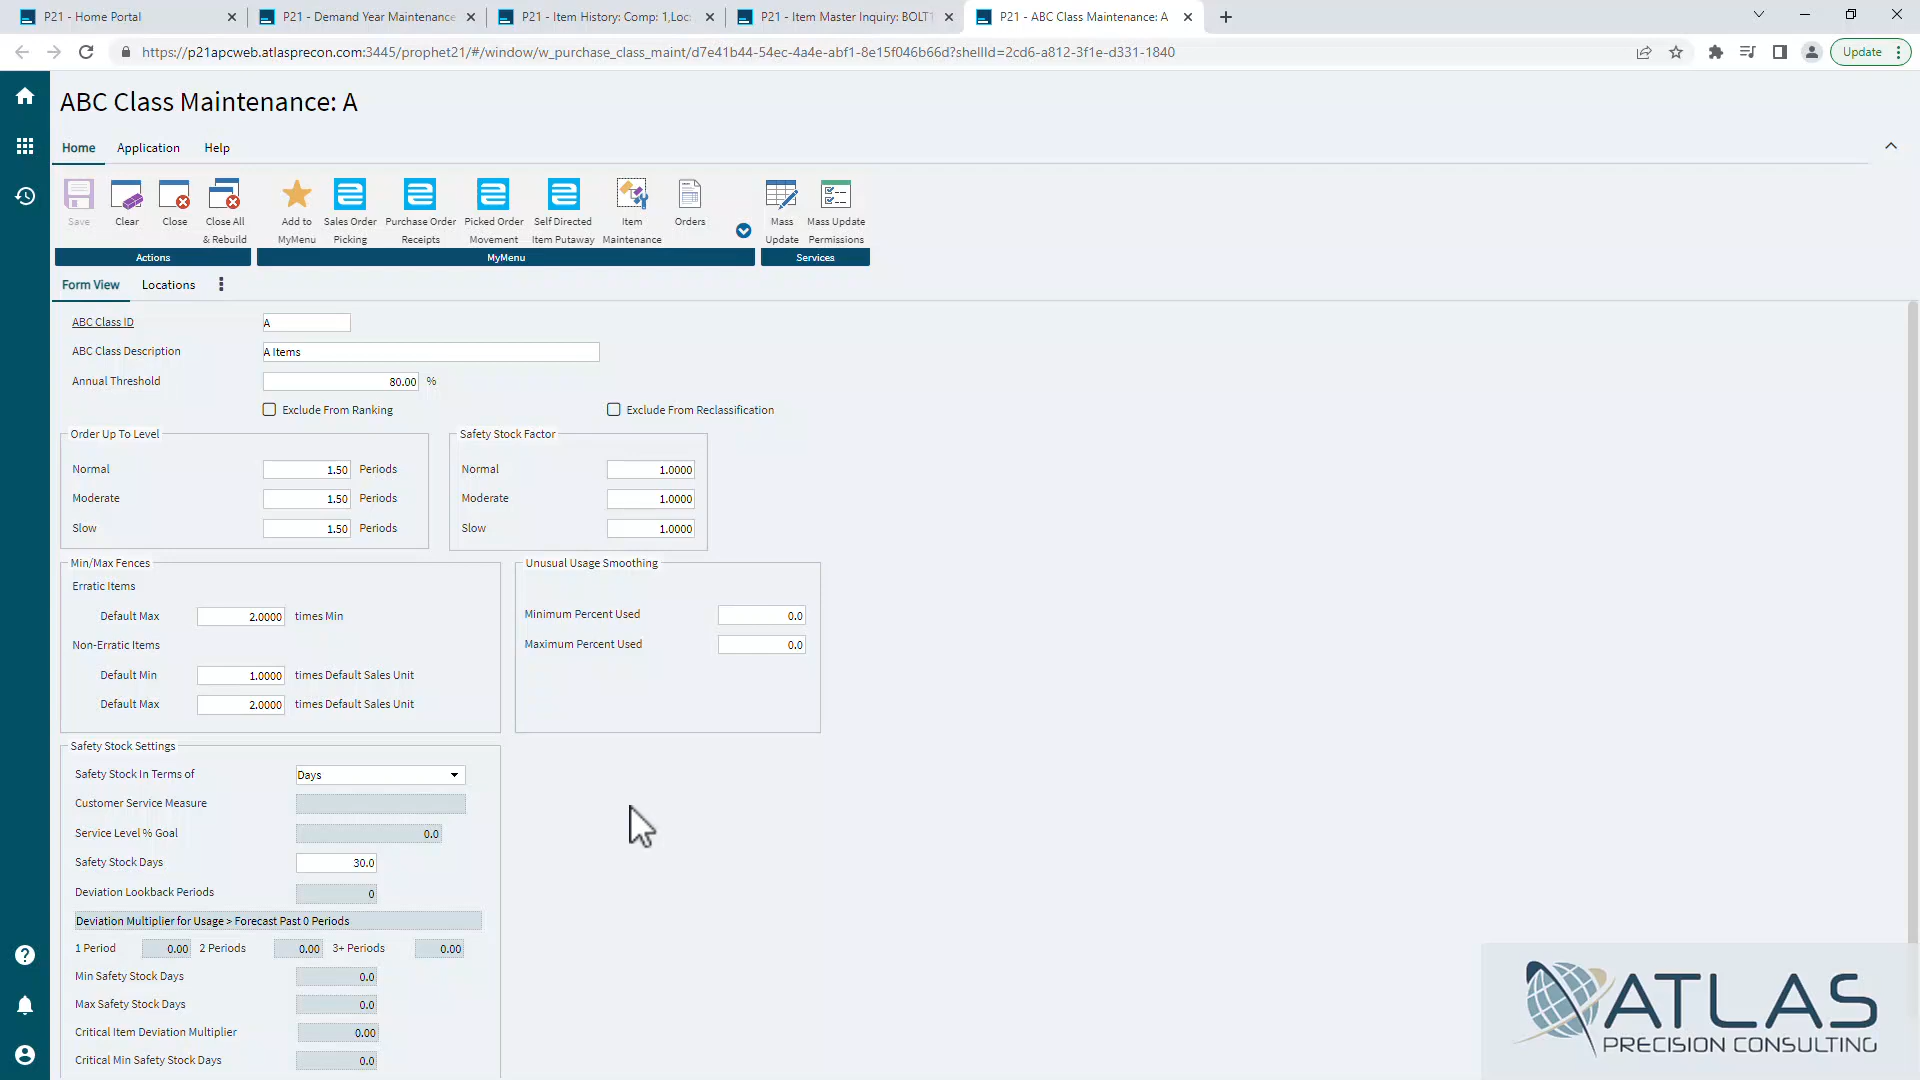 P21 - Home Portal
P21 - Demand Year Maintenance
P21 - Item History: Comp: 1,Loc:
P21 - Item Master Inquiry: BOLT1
P21 - ABC Class Maintenance: A
https://p21apcweb.atlasprecon.com:3445/prophet21/#/window/w_purchase_class_maint/d7e41b44-54ec-4a4e-abf1-8e15f046b66d?shellId=2cd6-a812-3f1e-d331-1840
Update
ABC Class Maintenance: A
Home Application Help
Save
Clear
Close
Close All
& Rebuild
Add to
MyMenu
Sales Order
Picking
Purchase Order
Receipts
Picked Order
Movement
Self Directed
Item Putaway
Item
Maintenance
Orders
Mass
Update
Mass Update
Permissions
Actions
MyMenu
Services
Form View Locations
ABC Class ID A
ABC Class Description A Items
Annual Threshold 80.00 %
Exclude From Ranking Exclude From Reclassification
Order Up To Level
Normal 1.50 Periods
Moderate 1.50 Periods
Slow 1.50 Periods
Safety Stock Factor
Normal 1.0000
Moderate 1.0000
Slow 1.0000
Min/Max Fences
Erratic Items
Default Max 2.0000 times Min
Non-Erratic Items
Default Min 1.0000 times Default Sales Unit
Default Max 2.0000 times Default Sales Unit
Unusual Usage Smoothing
Minimum Percent Used 0.0
Maximum Percent Used 0.0
Safety Stock Settings
Safety Stock In Terms of Days
Customer Service Measure
Service Level % Goal 0.0
Safety Stock Days 30.0
Deviation Lookback Periods 0
Deviation Multiplier for Usage > Forecast Past 0 Periods
1 Period 0.00 2 Periods 0.00 3+ Periods 0.00
Min Safety Stock Days 0.0
Max Safety Stock Days 0.0
Critical Item Deviation Multiplier 0.00
Critical Min Safety Stock Days 0.0
ATLAS
PRECISION CONSULTING